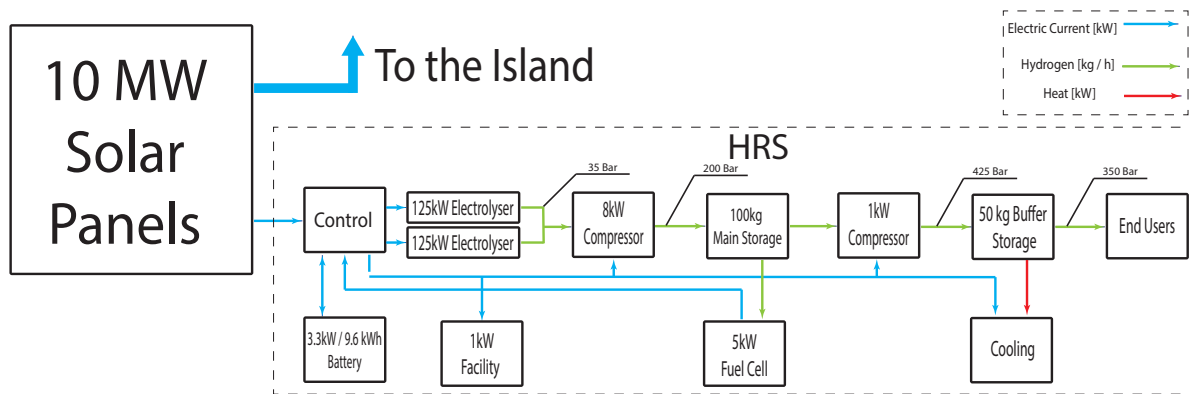 10 MW
Solar
Panels
To the Island
Electric Current [kW]
Hydrogen [kg / h]
Heat [kW]
HRS
35 Bar
200 Bar
425 Bar
350 Bar
Control
125kW Electrolyser
125kW Electrolyser
8kW
Compressor
100kg
Main Storage
1kW
Compressor
50 kg Buffer
Storage
End Users
3.3kW / 9.6 kWh
Battery
1kW
Facility
5kW
Fuel Cell
Cooling